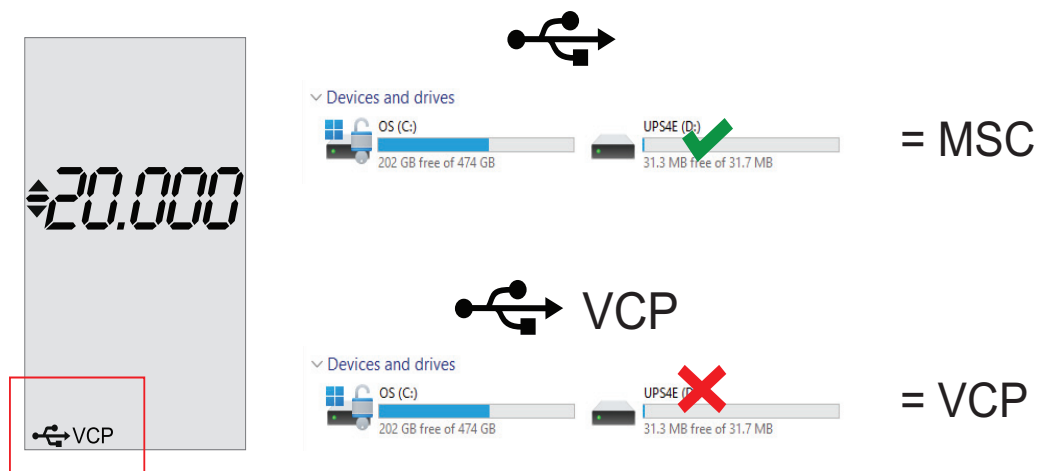 20.000
VCP
Devices and drives
OS (C:)
202 GB free of 474 GB
UPS4E (D:)
31.3 MB free of 31.7 MB
= MSC
VCP
Devices and drives
OS (C:)
202 GB free of 474 GB
UPS4E
31.3 MB free of 31.7 MB
= VCP